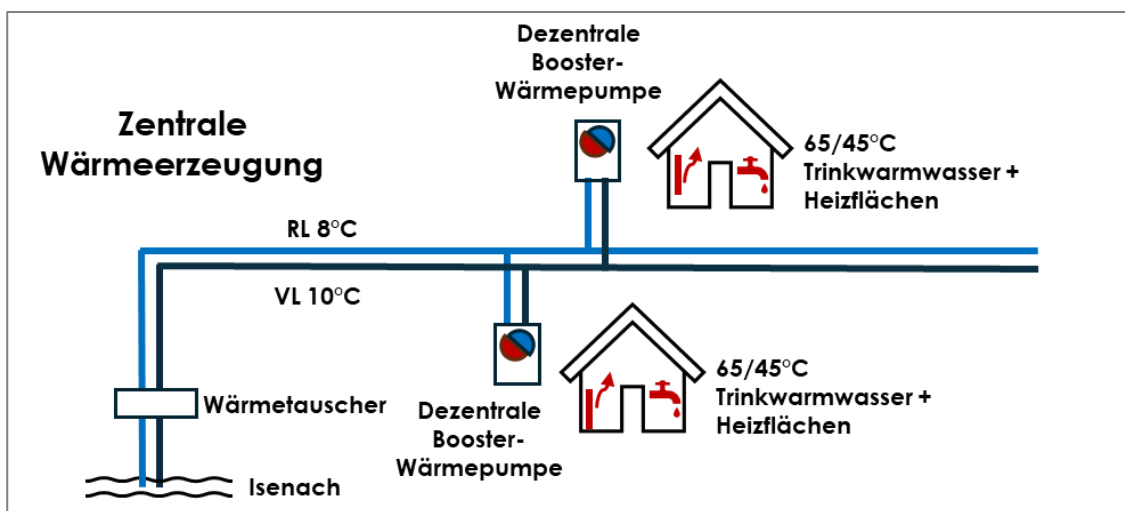 Dezentrale
Booster-
Wärmepumpe
Zentrale
Wärmeerzeugung
65/45°C
Trinkwarmwasser +
Heizflächen
RL 8°C
VL 10°C
65/45°C
Trinkwarmwasser +
Heizflächen
Wärmetauscher
Dezentrale
Booster-
Wärmepumpe
Isenach